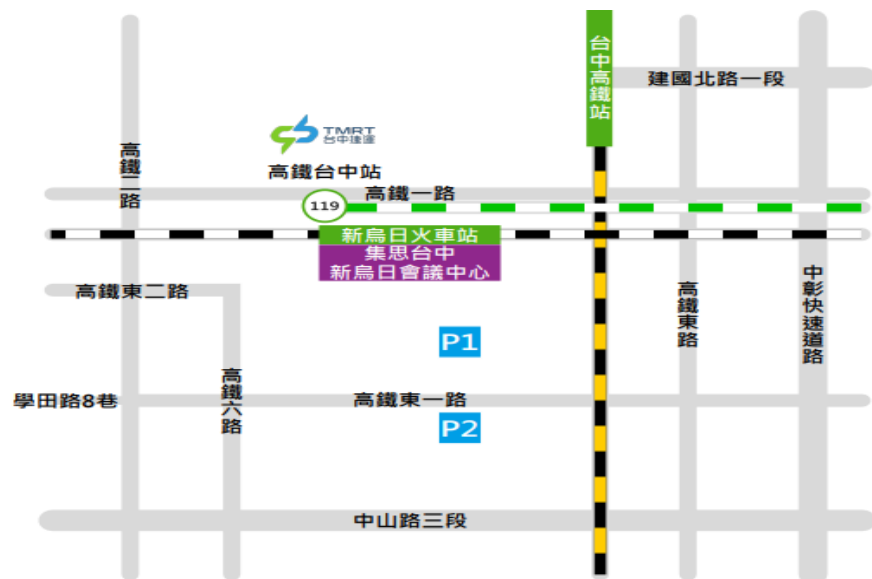 台中高鐵站
建國北路一段
TMRT
台中捷運
高鐵台中站
高鐵二路
高鐵一路
119
新烏日火車站
集思台中
新烏日會議中心
中彰快速道路
高鐵東二路
高鐵東路
P1
高鐵六路
學田路8巷
高鐵東一路
P2
中山路三段